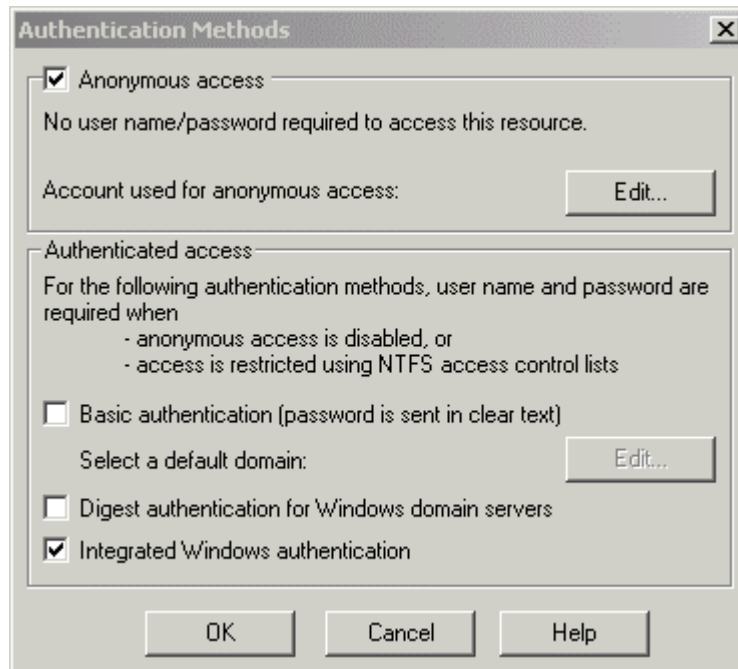 Authentication Methods
Anonymous access
No user name/password required to access this resource.
Account used for anonymous access:
Edit...
Authenticated access
For the following authentication methods, user name and password are
required when
- anonymous access is disabled, or
- access is restricted using NTFS access control lists
Basic authentication (password is sent in clear text)
Select a default domain:
Edit...
Digest authentication for Windows domain servers
Integrated Windows authentication
OK Cancel Help